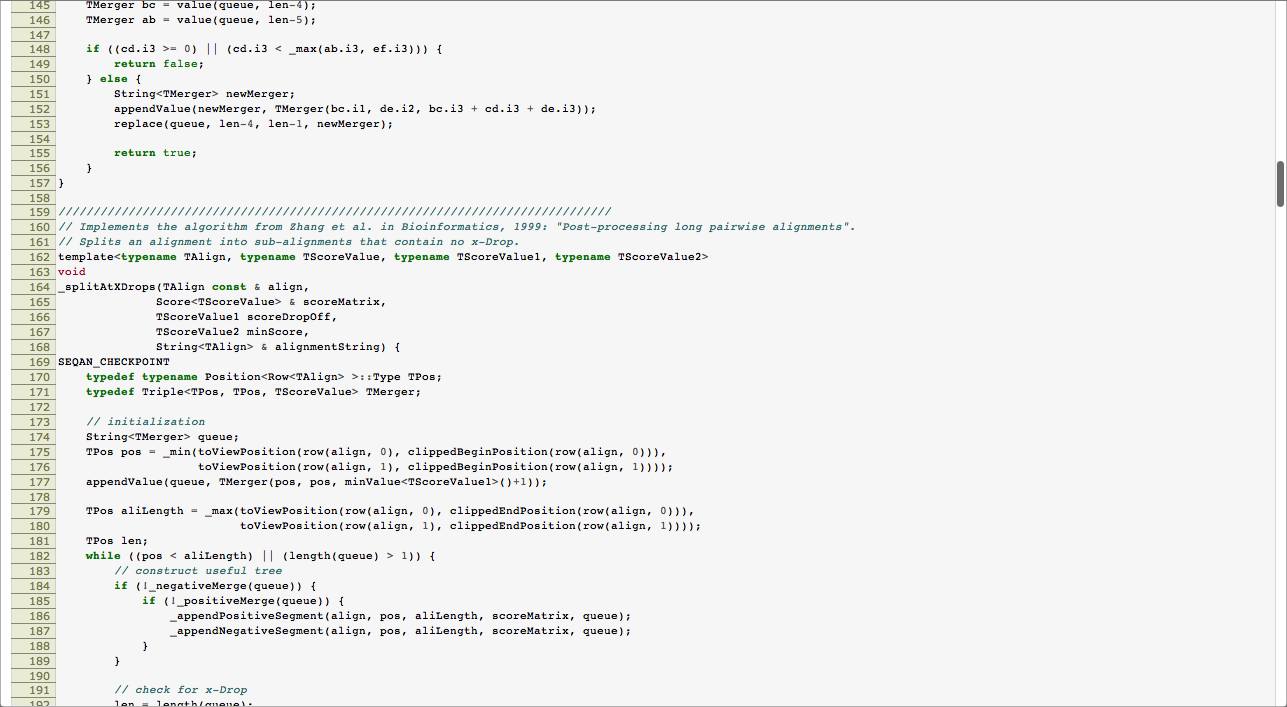 145     TMerger bc = value(queue, len-4);
146     TMerger ab = value(queue, len-5);
147
148     if ((cd.i3 >= 0) || (cd.i3 < _max(ab.i3, ef.i3))) {
149         return false;
150     } else {
151         String<TMerger> newMerger;
152         appendValue(newMerger, TMerger(bc.i1, de.i2, bc.i3 + cd.i3 + de.i3));
153         replace(queue, len-4, len-1, newMerger);
154
155         return true;
156     }
157 }
158
159 ///////////////////////////////////////////////////////////////////////////////
160 // Implements the algorithm from Zhang et al. in Bioinformatics, 1999: "Post-processing long pairwise alignments".
161 // Splits an alignment into sub-alignments that contain no x-Drop.
162 template<typename TAlign, typename TScoreValue, typename TScoreValue1, typename TScoreValue2>
163 void
164 _splitAtXDrops(TAlign const & align,
165               Score<TScoreValue> & scoreMatrix,
166               TScoreValue1 scoreDropOff,
167               TScoreValue2 minScore,
168               String<TAlign> & alignmentString) {
169 SEQAN_CHECKPOINT
170     typedef typename Position<Row<TAlign> >::Type TPos;
171     typedef Triple<TPos, TPos, TScoreValue> TMerger;
172
173     // initialization
174     String<TMerger> queue;
175     TPos pos = _min(toViewPosition(row(align, 0), clippedBeginPosition(row(align, 0))),
176                     toViewPosition(row(align, 1), clippedBeginPosition(row(align, 1))));
177     appendValue(queue, TMerger(pos, pos, minValue<TScoreValue1>()+1));
178
179     TPos aliLength = _max(toViewPosition(row(align, 0), clippedEndPosition(row(align, 0))),
180                           toViewPosition(row(align, 1), clippedEndPosition(row(align, 1))));
181     TPos len;
182     while ((pos < aliLength) || (length(queue) > 1)) {
183         // construct useful tree
184         if (!_negativeMerge(queue)) {
185             if (!_positiveMerge(queue)) {
186                 _appendPositiveSegment(align, pos, aliLength, scoreMatrix, queue);
187                 _appendNegativeSegment(align, pos, aliLength, scoreMatrix, queue);
188             }
189         }
190
191         // check for x-Drop
192         len = length(queue);